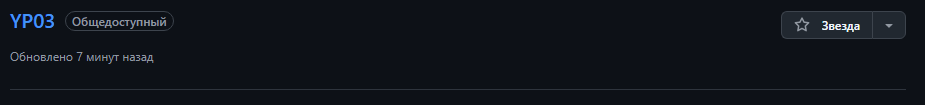 YP03 Общедоступный Звезда
Обновлено 7 минут назад